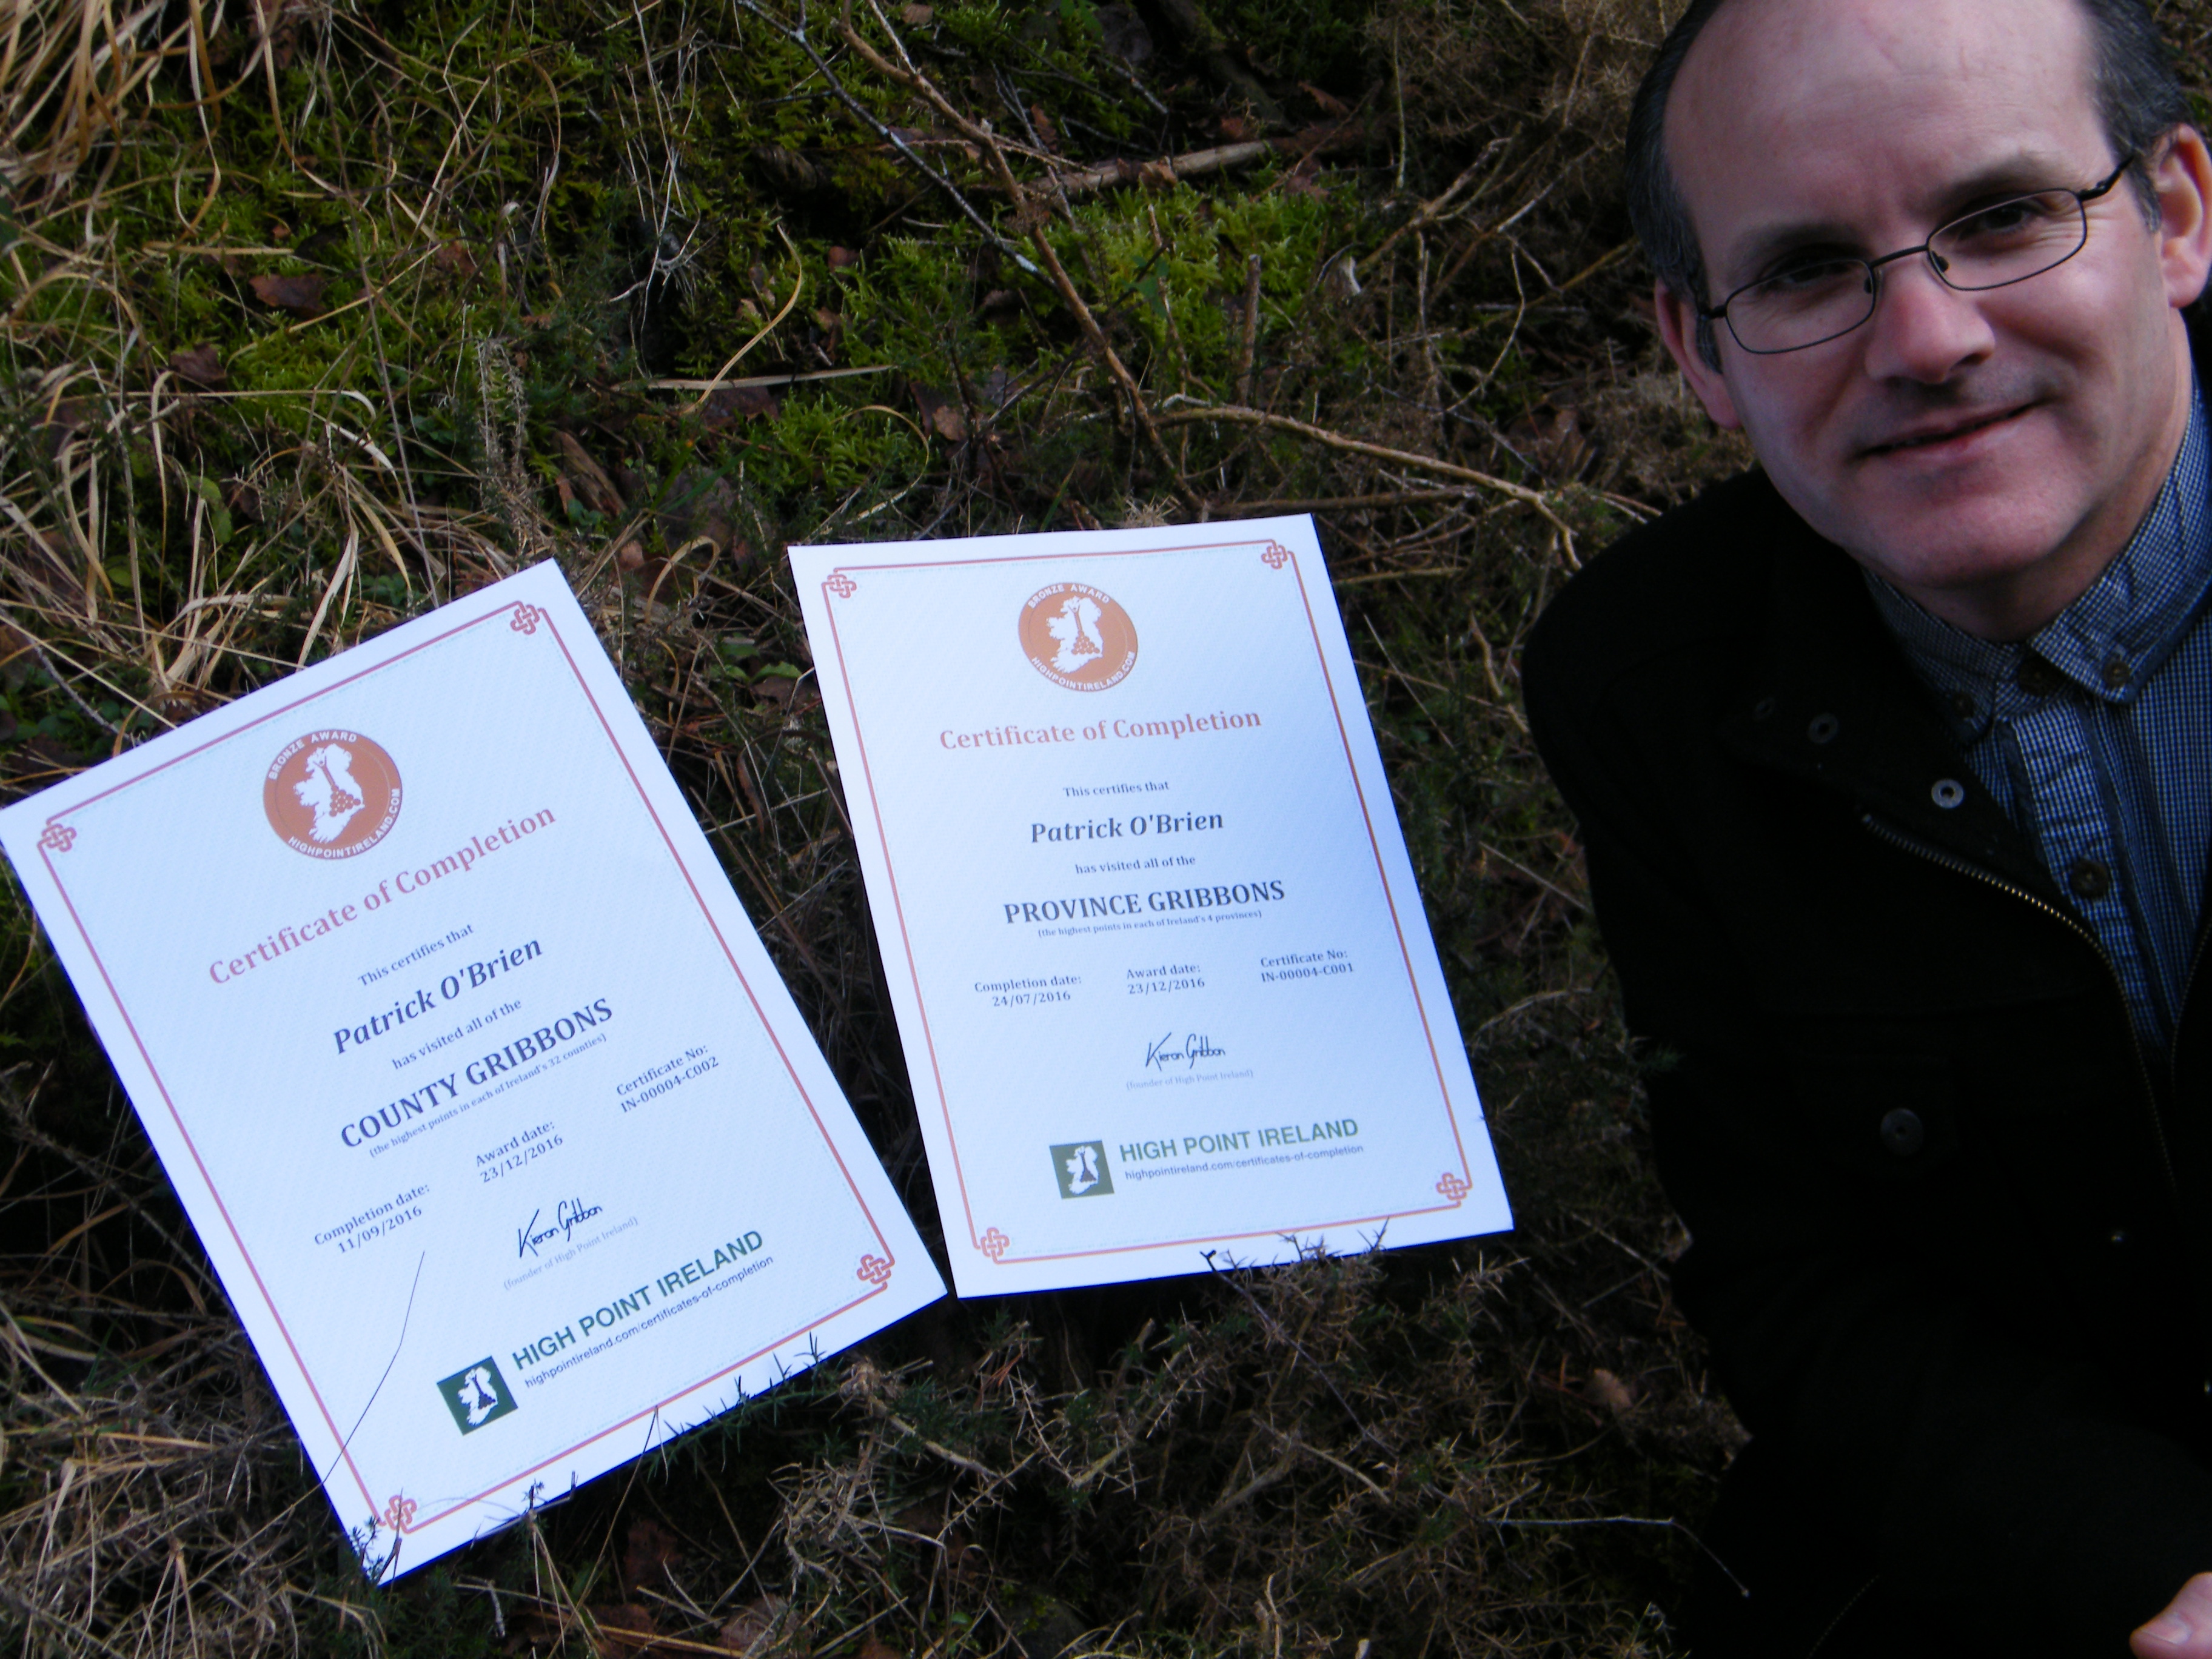 BRONZE AWARD
HIGHPOINTIRELAND.COM
Certificate of Completion
This certifies that
Patrick O'Brien
has visited all of the
COUNTY GRIBBONS
(the highest points in each of Ireland's 32 counties)
Completion date:
11/09/2016
Award date:
23/12/2016
Certificate No:
IN-00004-C002
Kieron Gribbon
(founder of High Point Ireland)
HIGH POINT IRELAND
highpointireland.com/certificates-of-completion
BRONZE AWARD
HIGHPOINTIRELAND.COM
Certificate of Completion
This certifies that
Patrick O'Brien
has visited all of the
PROVINCE GRIBBONS
(the highest points in each of Ireland's 4 provinces)
Completion date:
24/07/2016
Award date:
23/12/2016
Certificate No:
IN-00004-C001
Kieron Gribbon
(founder of High Point Ireland)
HIGH POINT IRELAND
highpointireland.com/certificates-of-completion